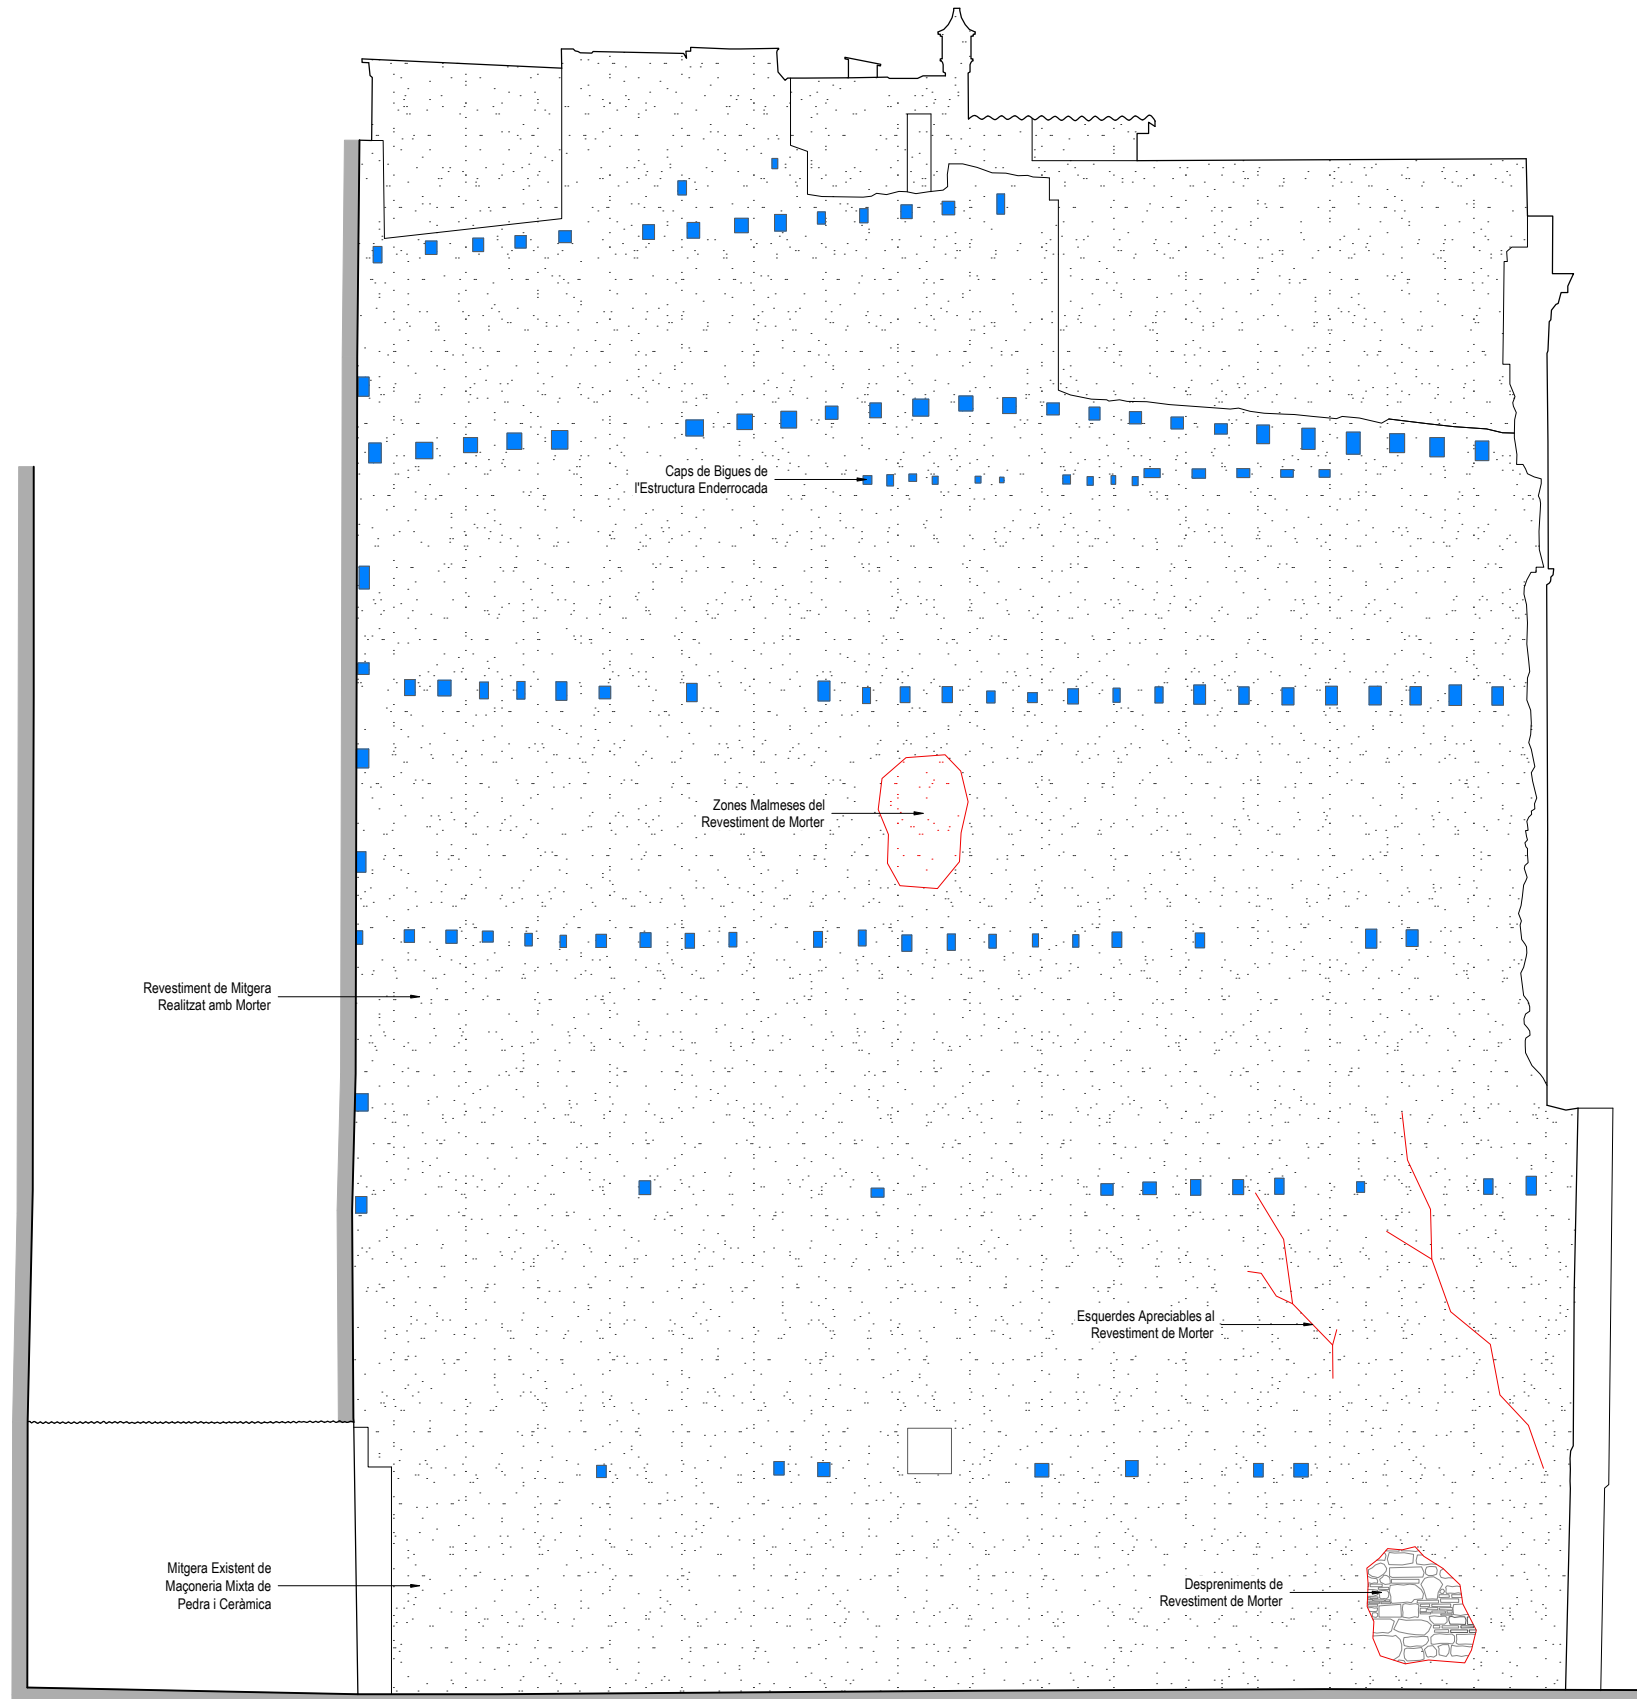 Caps de Bigues de
l'Estructura Enderrocada
Zones Malmeses del
Revestiment de Morter
Revestiment de Mitgera
Realitzat amb Morter
Esquerdes Apreciables al
Revestiment de Morter
Mitgera Existent de
Maçoneria Mixta de
Pedra i Ceràmica
Despreniments de
Revestiment de Morter